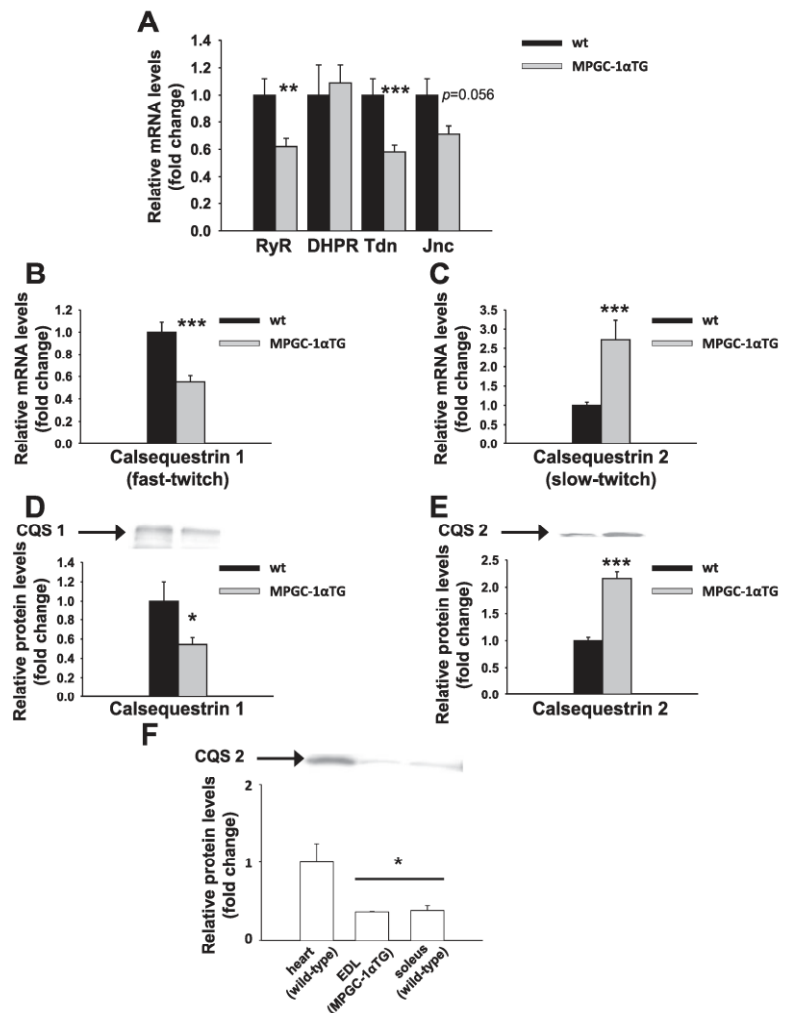 A
wt
MPGC-1αTG
Relative mRNA levels
(fold change)
1.4
1.2
1.0
0.8
0.6
0.4
0.2
0.0
**
***
p=0.056
RyR DHPR Tdn Jnc
B
Relative mRNA levels
(fold change)
1.2
1.0
0.8
0.6
0.4
0.2
0.0
***
wt
MPGC-1αTG
Calsequestrin 1
(fast-twitch)
C
Relative mRNA levels
(fold change)
3.5
3.0
2.5
2.0
1.5
1.0
0.5
0.0
***
wt
MPGC-1αTG
Calsequestrin 2
(slow-twitch)
D
CQS 1
Relative protein levels
(fold change)
1.4
1.2
1.0
0.8
0.6
0.4
0.2
0.0
*
wt
MPGC-1αTG
Calsequestrin 1
E
CQS 2
Relative protein levels
(fold change)
2.5
2.0
1.5
1.0
0.5
0.0
***
wt
MPGC-1αTG
Calsequestrin 2
F
CQS 2
Relative protein levels
(fold change)
2
1
0
*
heart
(wild-type)
EDL
(MPGC-1αTG)
soleus
(wild-type)